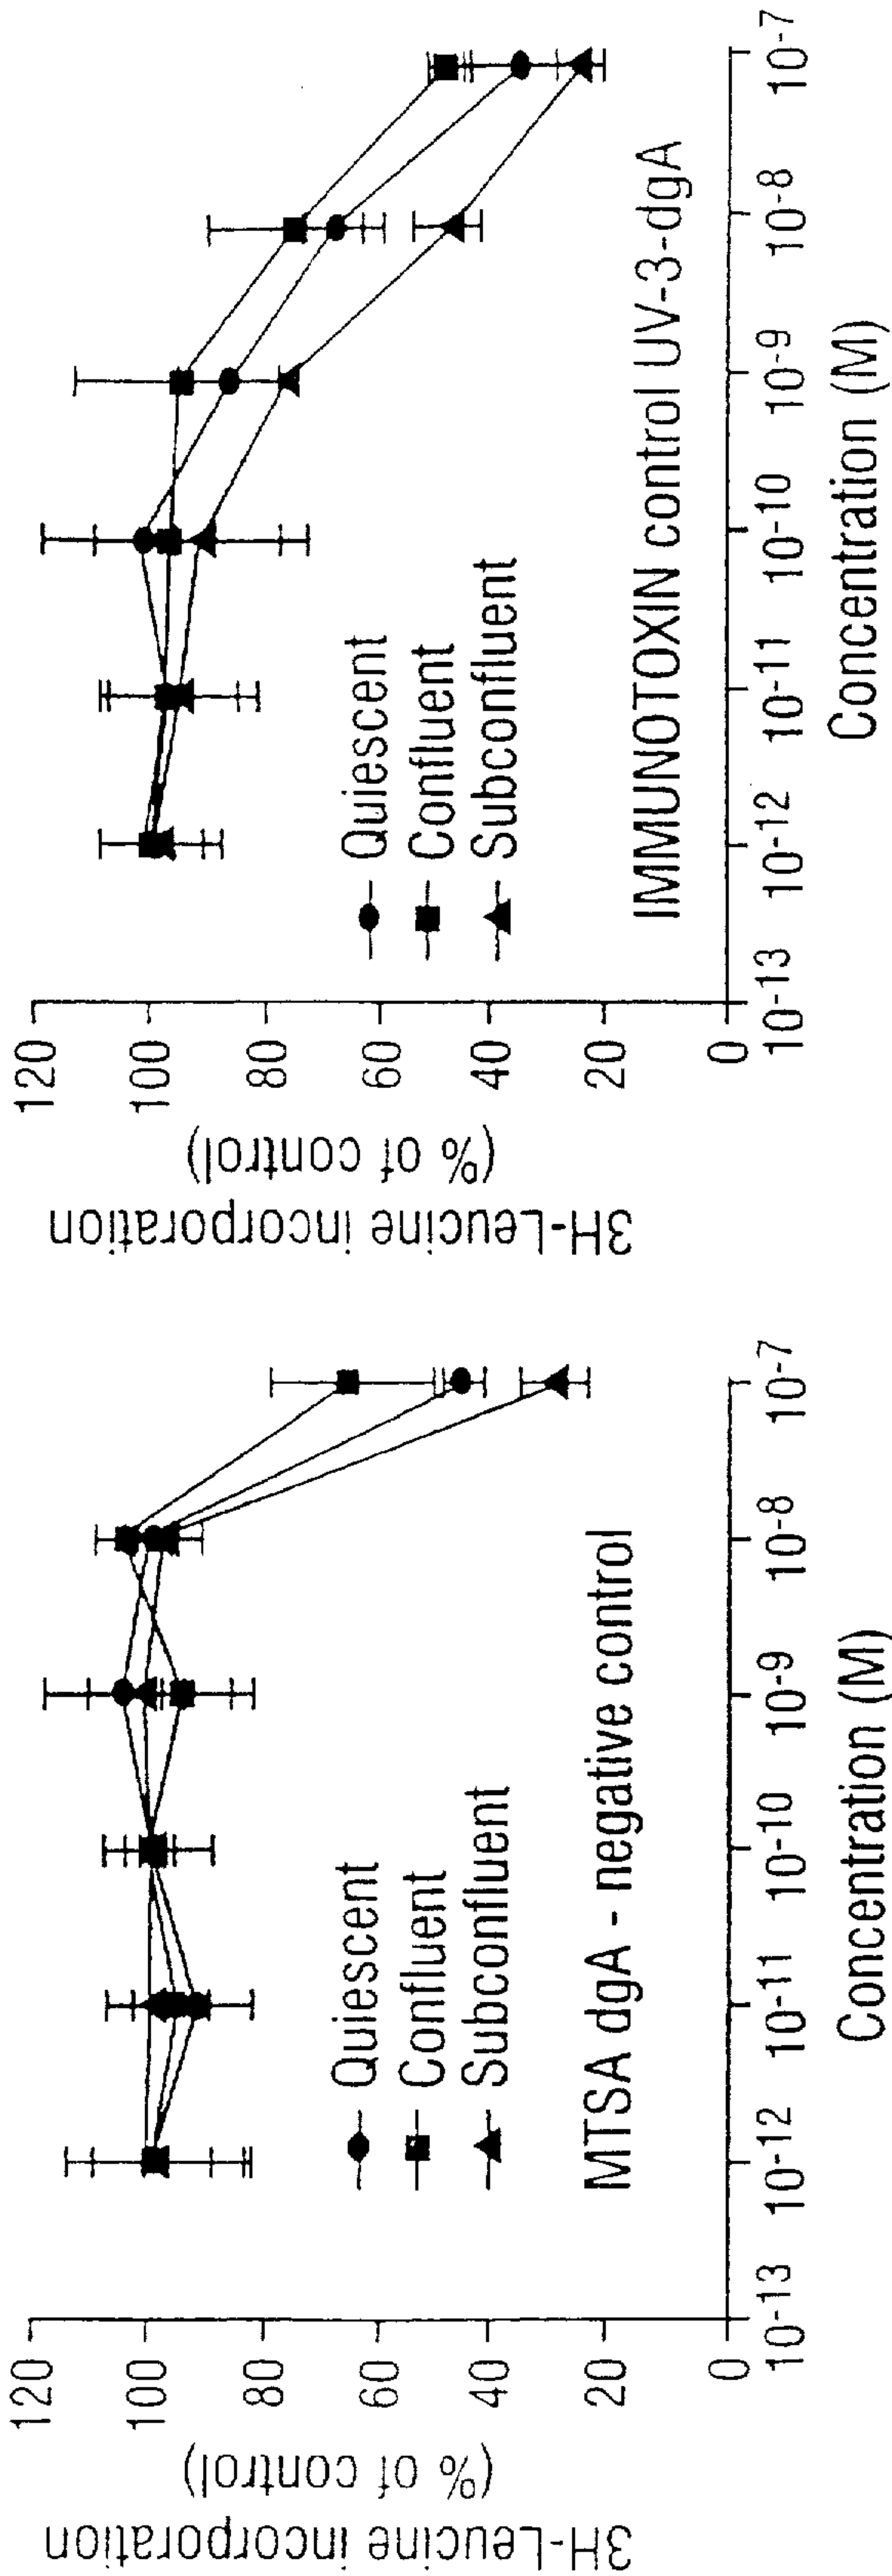 3H-Leucine incorporation
(% of control)
120
100
80
60
40
20
0
Quiescent
Confluent
Subconfluent
MTSA dgA - negative control
10-13
10-12
10-11
10-10
10-9
10-8
10-7
Concentration (M)
3H-Leucine incorporation
(% of control)
120
100
80
60
40
20
0
Quiescent
Confluent
Subconfluent
IMMUNOTOXIN control UV-3-dgA
10-13
10-12
10-11
10-10
10-9
10-8
10-7
Concentration (M)